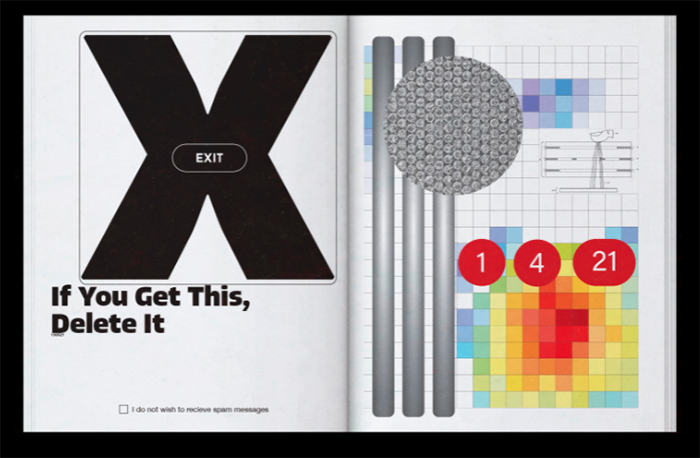 EXIT
If You Get This,
Delete It
I do not wish to recieve spam messages
1 4 21